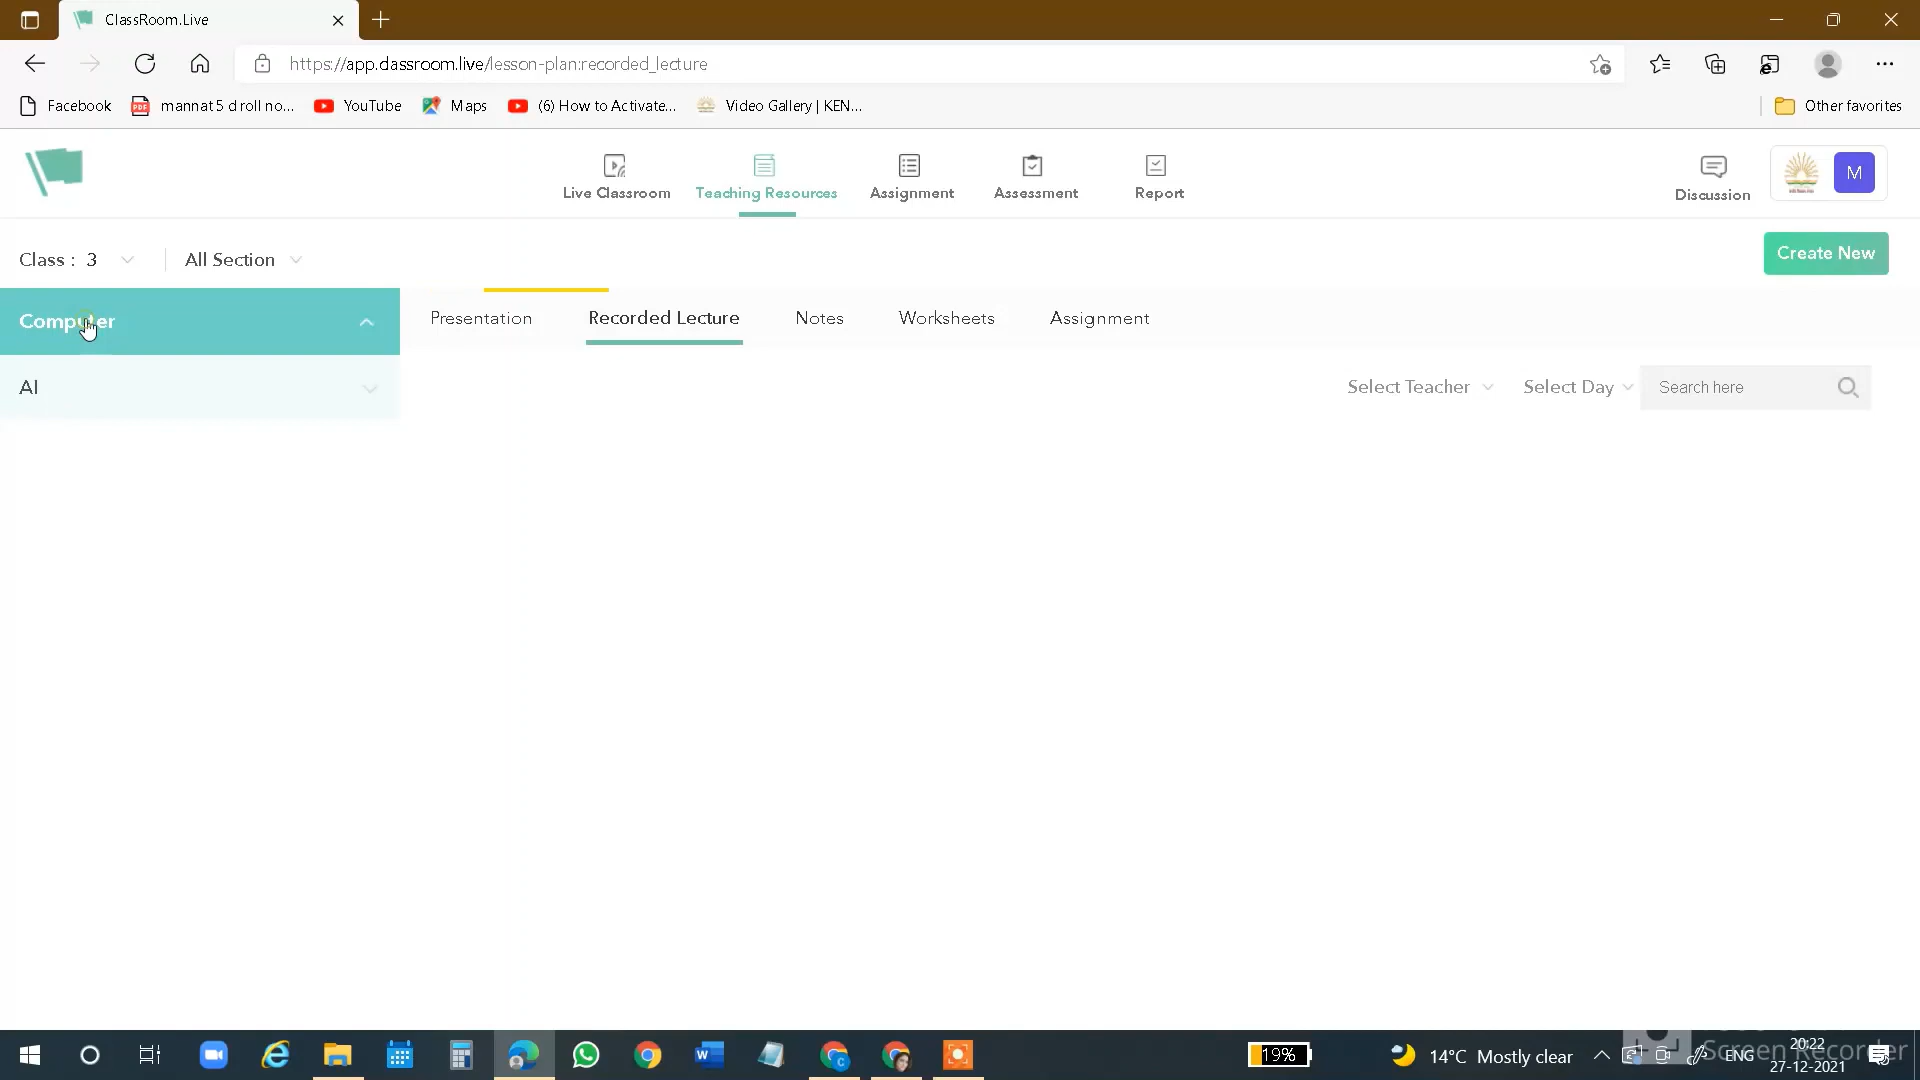 ClassRoom.Live
https://app.classroom.live/lesson-plan:recorded_lecture
Facebook
mannat 5 d roll no...
YouTube
Maps
(6) How to Activate...
Video Gallery | KEN...
Other favorites
Live Classroom
Teaching Resources
Assignment
Assessment
Report
Discussion
M
Class : 3
All Section
Create New
Computer
Presentation
Recorded Lecture
Notes
Worksheets
Assignment
AI
Select Teacher
Select Day
Search here
19%
14°C Mostly clear
ENG
20:22
27-12-2021
Screen Recorder